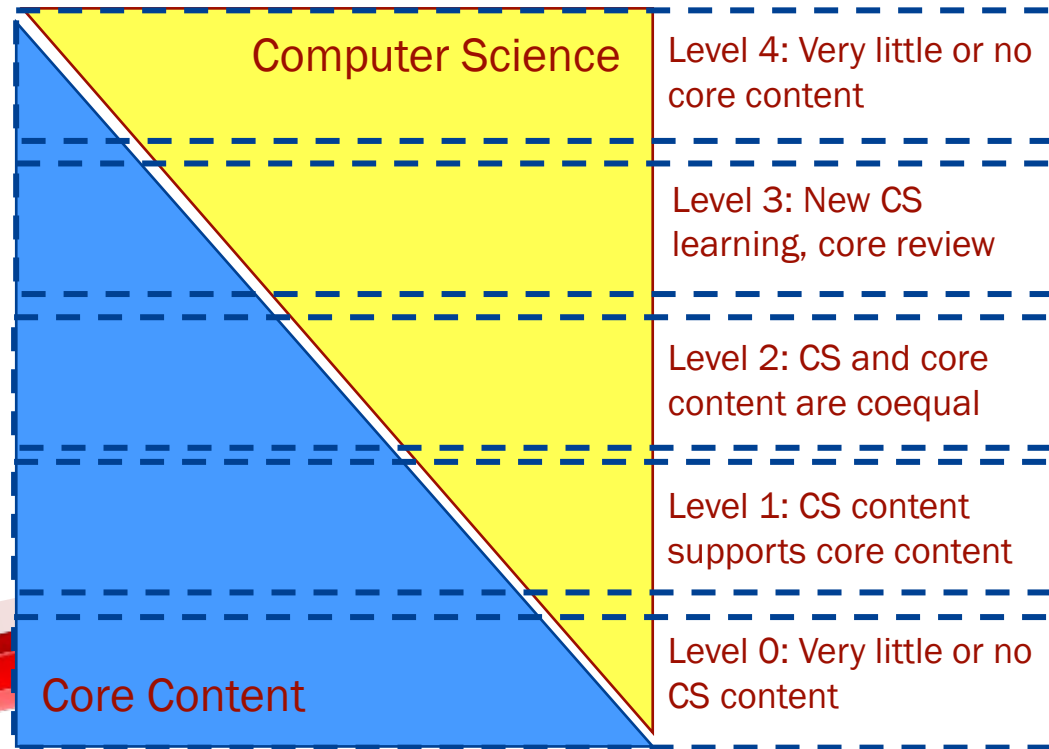 Computer Science
Level 4: Very little or no
core content
Level 3: New CS
learning, core review
Level 2: CS and core
content are coequal
Level 1: CS content
supports core content
Level 0: Very little or no
CS content
Core Content